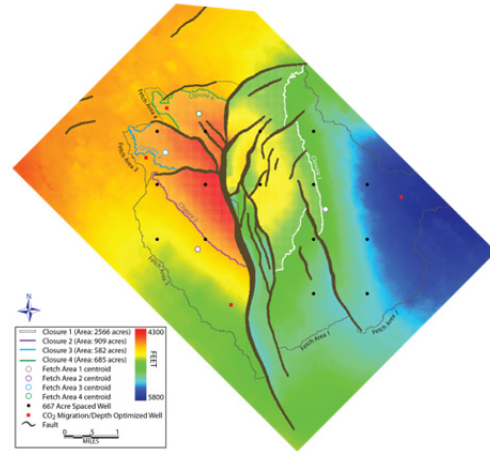 Closure 4
Fetch Area 4
Closure 3
Fetch Area 3
Closure 1
Closure 2
Fetch Area 2
Fetch Area 1
Fetch Area 1
N
Closure 1 (Area: 2566 acres)
Closure 2 (Area: 909 acres)
Closure 3 (Area: 582 acres)
Closure 4 (Area: 685 acres)
Fetch Area 1 centroid
Fetch Area 2 centroid
Fetch Area 3 centroid
Fetch Area 4 centroid
667 Acre Spaced Well
CO2 Migration/Depth Optimized Well
Fault
4300
FEET
5800
1 .5 0 1
MILES